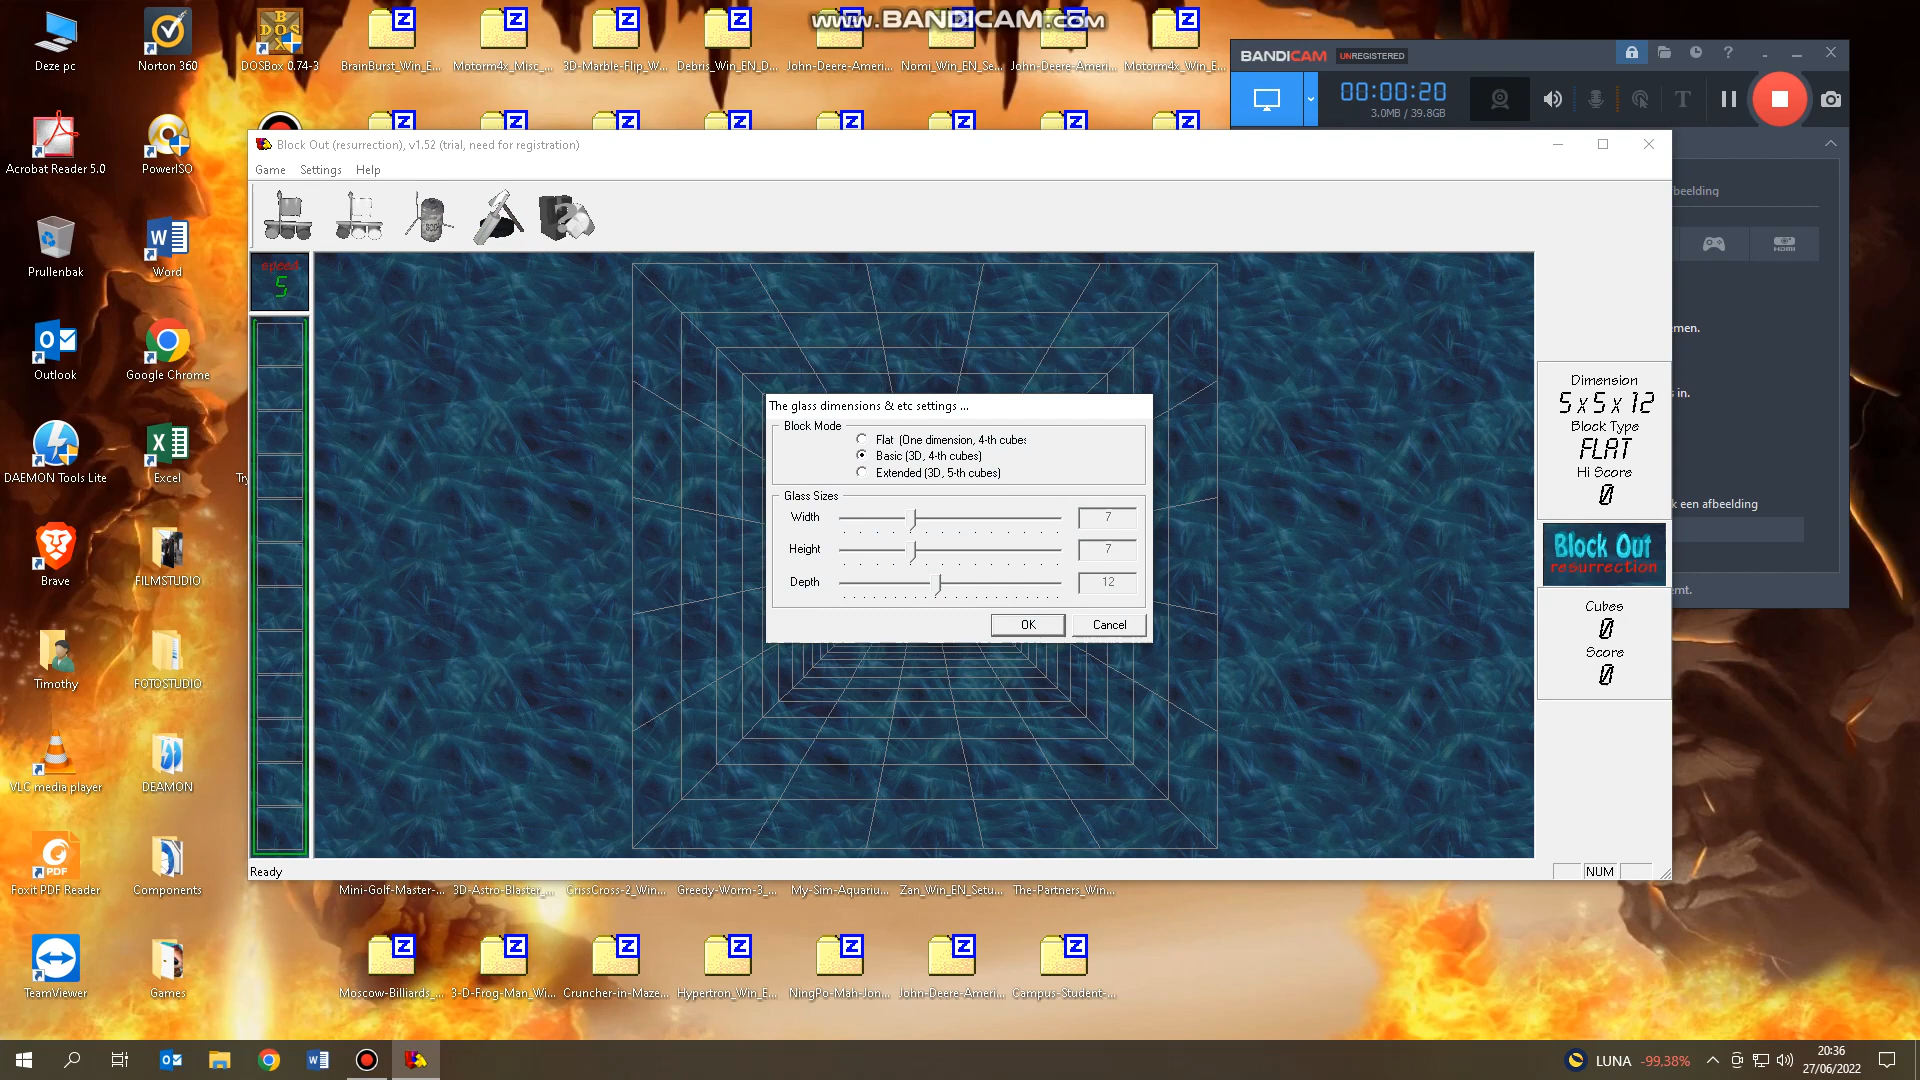 www.BANDICAM.com
Deze pc
Norton 360
DOSBox 0.74-3
BrainBurst_Win_E...
Motorm4x_Misc_...
3D-Marble-Flip_W...
Debris_Win_EN_D...
John-Deere-Ameri...
Nomi_Win_EN_Se...
John-Deere-Ameri...
Motorm4x_Win_E...
BANDICAM UNREGISTERED
00:00:20
3.0MB / 39.8GB
Acrobat Reader 5.0
PowerISO
Prullenbak
Word
Outlook
Google Chrome
DAEMON Tools Lite
Excel
Try
Brave
FILMSTUDIO
Timothy
FOTOSTUDIO
VLC media player
DEAMON
Foxit PDF Reader
Components
TeamViewer
Games
Block Out (resurrection), v1.52 (trial, need for registration)
Game Settings Help
speed
5
The glass dimensions & etc settings ...
Block Mode
Flat (One dimension, 4-th cubes
Basic (3D, 4-th cubes)
Extended (3D, 5-th cubes)
Glass Sizes
Width 7
Height 7
Depth 12
OK Cancel
Dimension
5x5x12
Block Type
FLAT
Hi Score
0
Block Out
resurrection
Cubes
0
Score
0
Ready
NUM
fbeelding
HDMI
emen.
s in.
k een afbeelding
emt.
Mini-Golf-Master-...
3D-Astro-Blaster_...
CrissCross-2_Win...
Greedy-Worm-3_...
My-Sim-Aquariu...
Zan_Win_EN_Setu...
The-Partners_Win...
Moscow-Billiards_...
3-D-Frog-Man_Wi...
Cruncher-in-Maze...
Hypertron_Win_E...
NingPo-Mah-Jon...
John-Deere-Ameri...
Campus-Student-...
LUNA -99,38%
20:36
27/06/2022